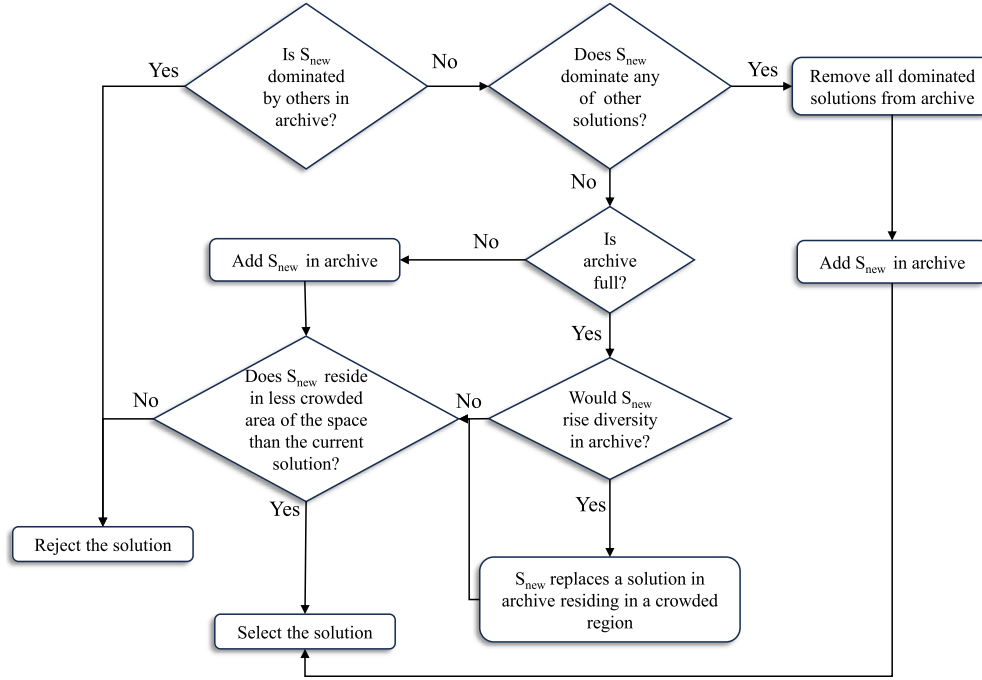 Is S_new
dominated
by others in
archive?
Yes
No
Does S_new
dominate any
of other
solutions?
Yes
No
Remove all dominated
solutions from archive
Add S_new in archive
Is
archive
full?
No
Yes
Add S_new in archive
Does S_new reside
in less crowded
area of the space
than the current
solution?
No
Yes
Would S_new
rise diversity
in archive?
No
Yes
Reject the solution
S_new replaces a solution in
archive residing in a crowded
region
Select the solution